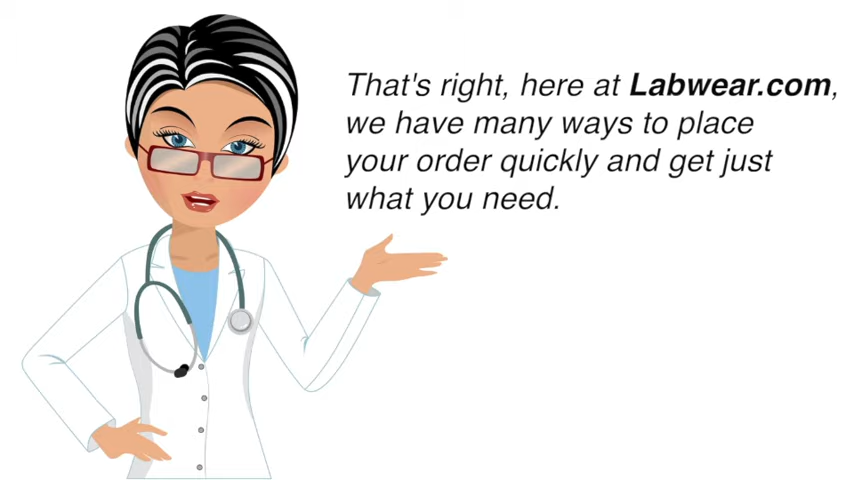 That's right, here at Labwear.com,
we have many ways to place
your order quickly and get just
what you need.